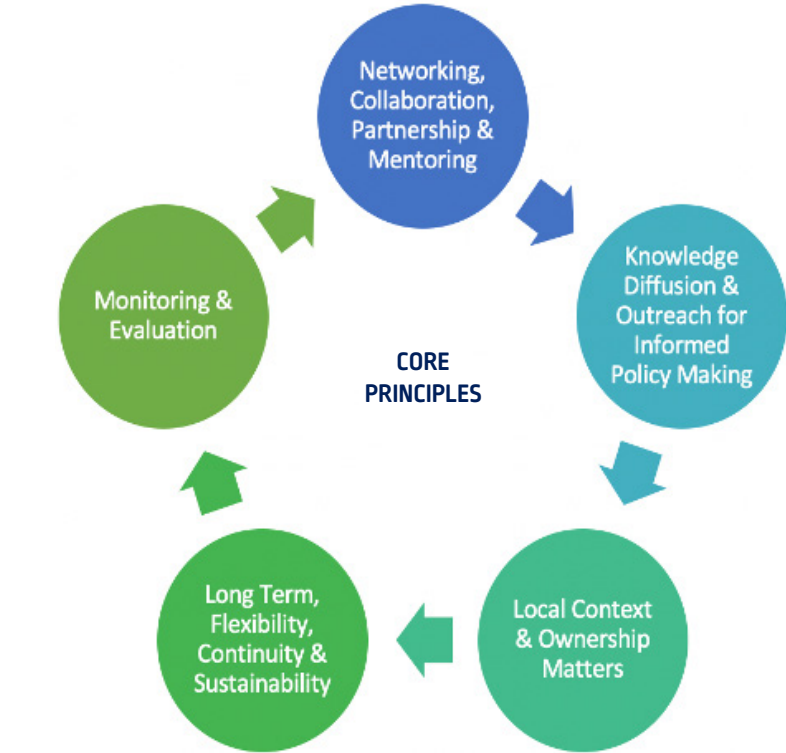 Networking,
Collaboration,
Partnership &
Mentoring
Knowledge
Diffusion &
Outreach for
Informed
Policy Making
Local Context
& Ownership
Matters
Long Term,
Flexibility,
Continuity &
Sustainability
Monitoring &
Evaluation
CORE
PRINCIPLES